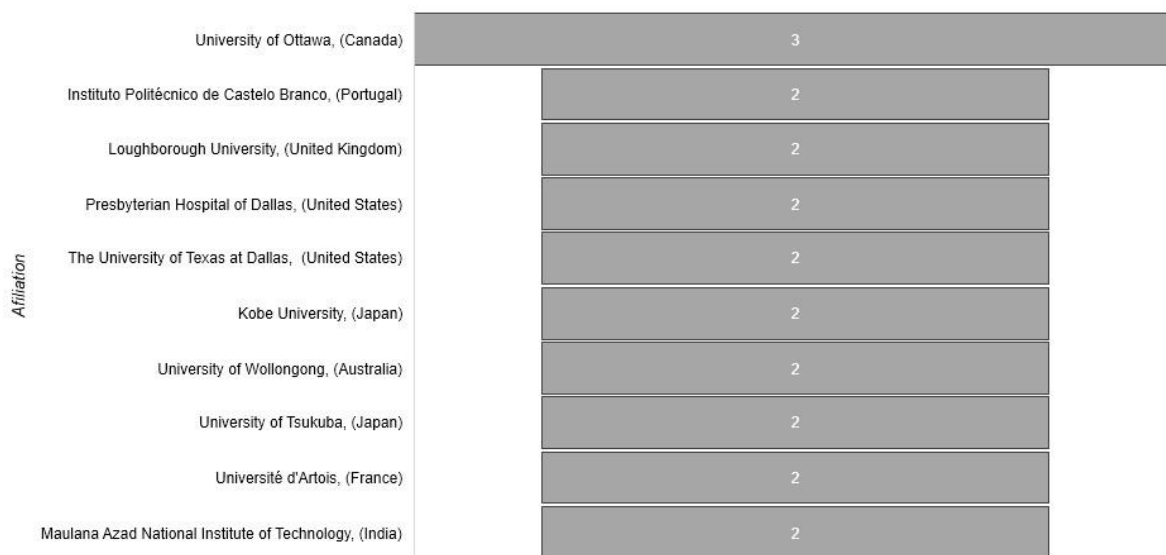 University of Ottawa, (Canada) 3
Instituto Politécnico de Castelo Branco, (Portugal) 2
Loughborough University, (United Kingdom) 2
Presbyterian Hospital of Dallas, (United States) 2
The University of Texas at Dallas, (United States) 2
Afiliation
Kobe University, (Japan) 2
University of Wollongong, (Australia) 2
University of Tsukuba, (Japan) 2
Université d'Artois, (France) 2
Maulana Azad National Institute of Technology, (India) 2